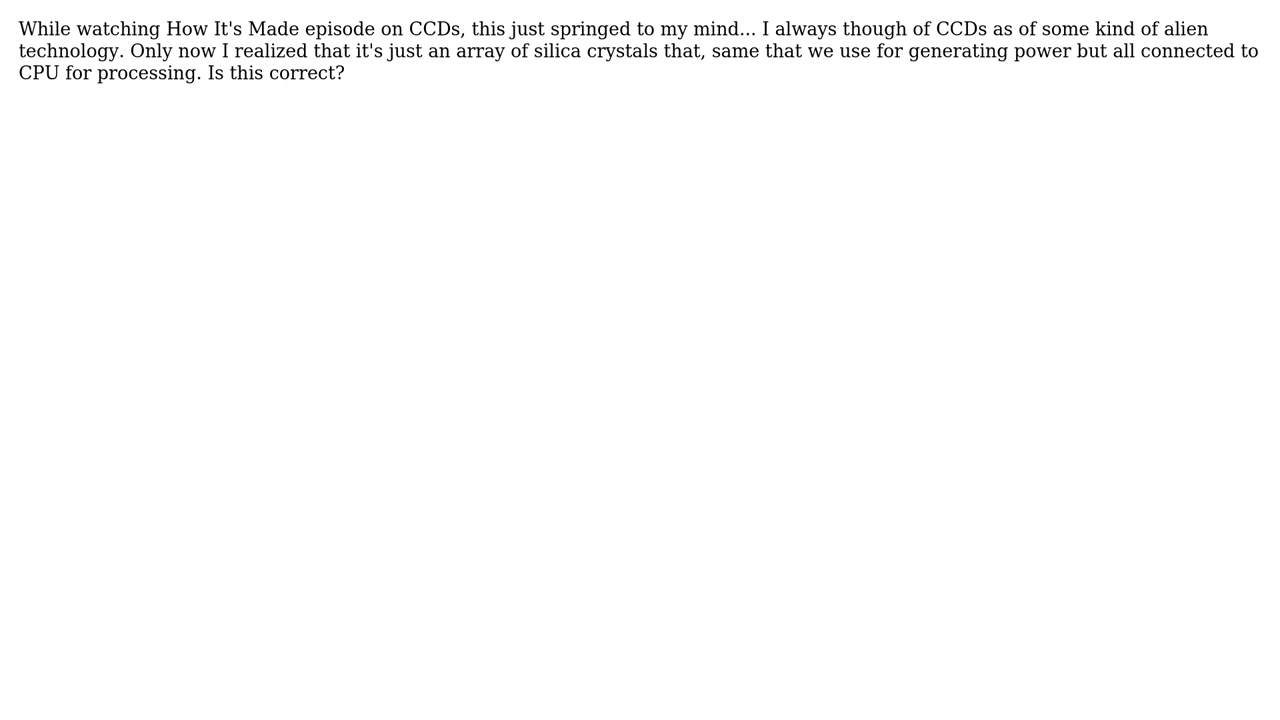 While watching How It's Made episode on CCDs, this just springed to my mind... I always though of CCDs as of some kind of alien
technology. Only now I realized that it's just an array of silica crystals that, same that we use for generating power but all connected to
CPU for processing. Is this correct?